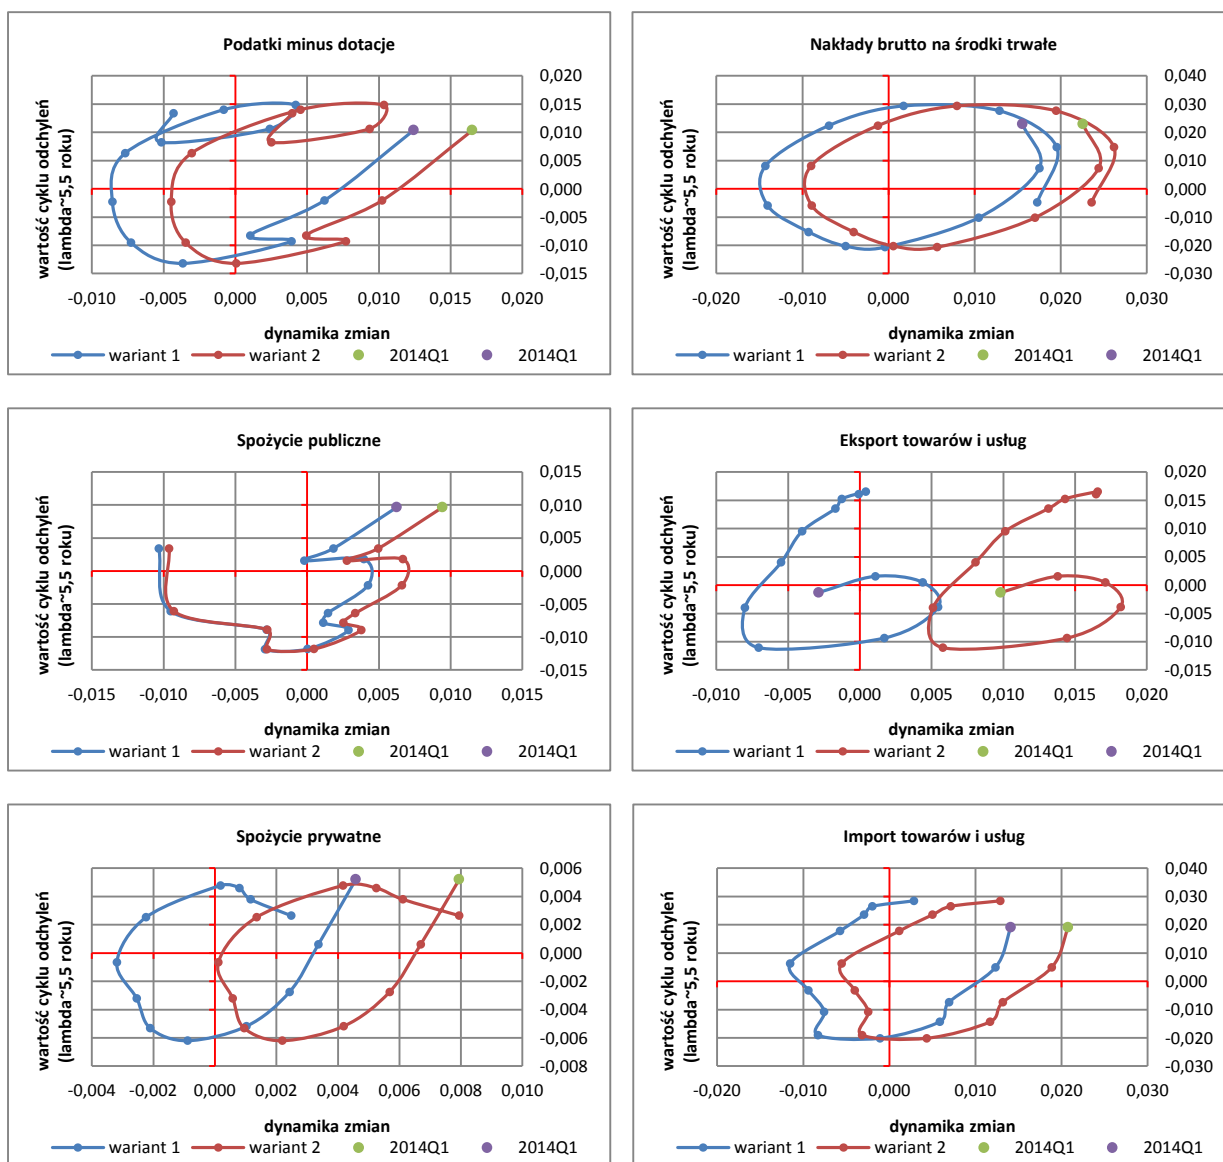 Podatki minus dotacje
wartość cyklu odchyleń
(lambda~5,5 roku)
0,020
0,015
0,010
0,005
0,000
-0,005
-0,010
-0,015
-0,010 -0,005 0,000 0,005 0,010 0,015 0,020
dynamika zmian
wariant 1 wariant 2 2014Q1 2014Q1
Nakłady brutto na środki trwałe
wartość cyklu odchyleń
(lambda~5,5 roku)
0,040
0,030
0,020
0,010
0,000
-0,010
-0,020
-0,030
-0,020 -0,010 0,000 0,010 0,020 0,030
dynamika zmian
wariant 1 wariant 2 2014Q1 2014Q1
Spożycie publiczne
wartość cyklu odchyleń
(lambda~5,5 roku)
0,015
0,010
0,005
0,000
-0,005
-0,010
-0,015
-0,015 -0,010 -0,005 0,000 0,005 0,010 0,015
dynamika zmian
wariant 1 wariant 2 2014Q1 2014Q1
Eksport towarów i usług
wartość cyklu odchyleń
(lambda~5,5 roku)
0,020
0,015
0,010
0,005
0,000
-0,005
-0,010
-0,015
-0,010 -0,005 0,000 0,005 0,010 0,015 0,020
dynamika zmian
wariant 1 wariant 2 2014Q1 2014Q1
Spożycie prywatne
wartość cyklu odchyleń
(lambda~5,5 roku)
0,006
0,004
0,002
0,000
-0,002
-0,004
-0,006
-0,008
-0,004 -0,002 0,000 0,002 0,004 0,006 0,008 0,010
dynamika zmian
wariant 1 wariant 2 2014Q1 2014Q1
Import towarów i usług
wartość cyklu odchyleń
(lambda~5,5 roku)
0,040
0,030
0,020
0,010
0,000
-0,010
-0,020
-0,030
-0,020 -0,010 0,000 0,010 0,020 0,030
dynamika zmian
wariant 1 wariant 2 2014Q1 2014Q1